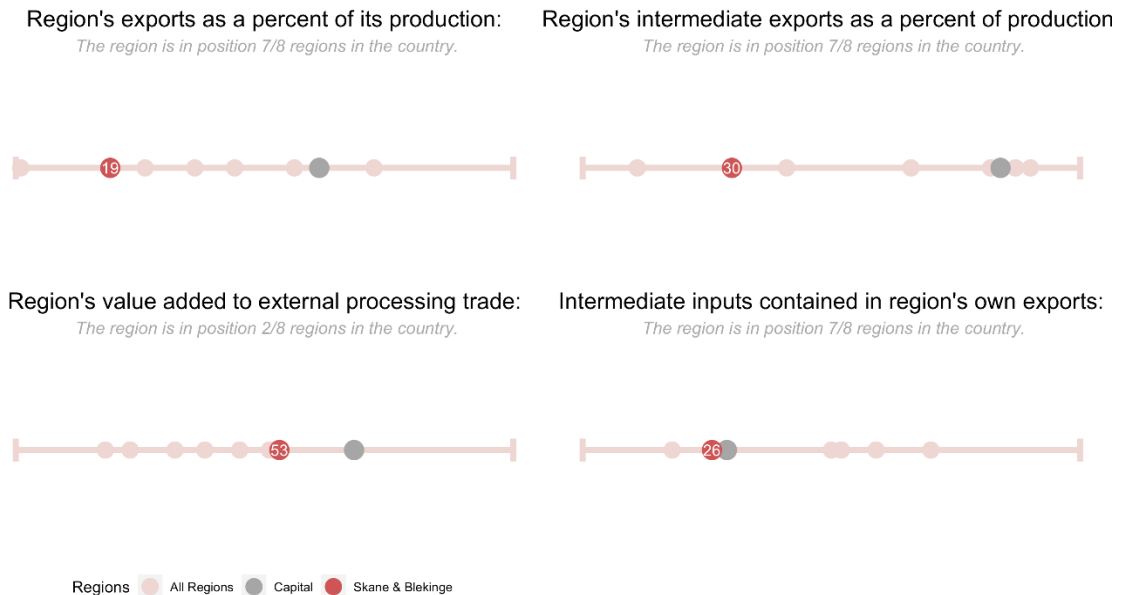 Region's exports as a percent of its production:
The region is in position 7/8 regions in the country.
19
Region's intermediate exports as a percent of production
The region is in position 7/8 regions in the country.
30
Region's value added to external processing trade:
The region is in position 2/8 regions in the country.
53
Intermediate inputs contained in region's own exports:
The region is in position 7/8 regions in the country.
26
Regions All Regions Capital Skane & Blekinge